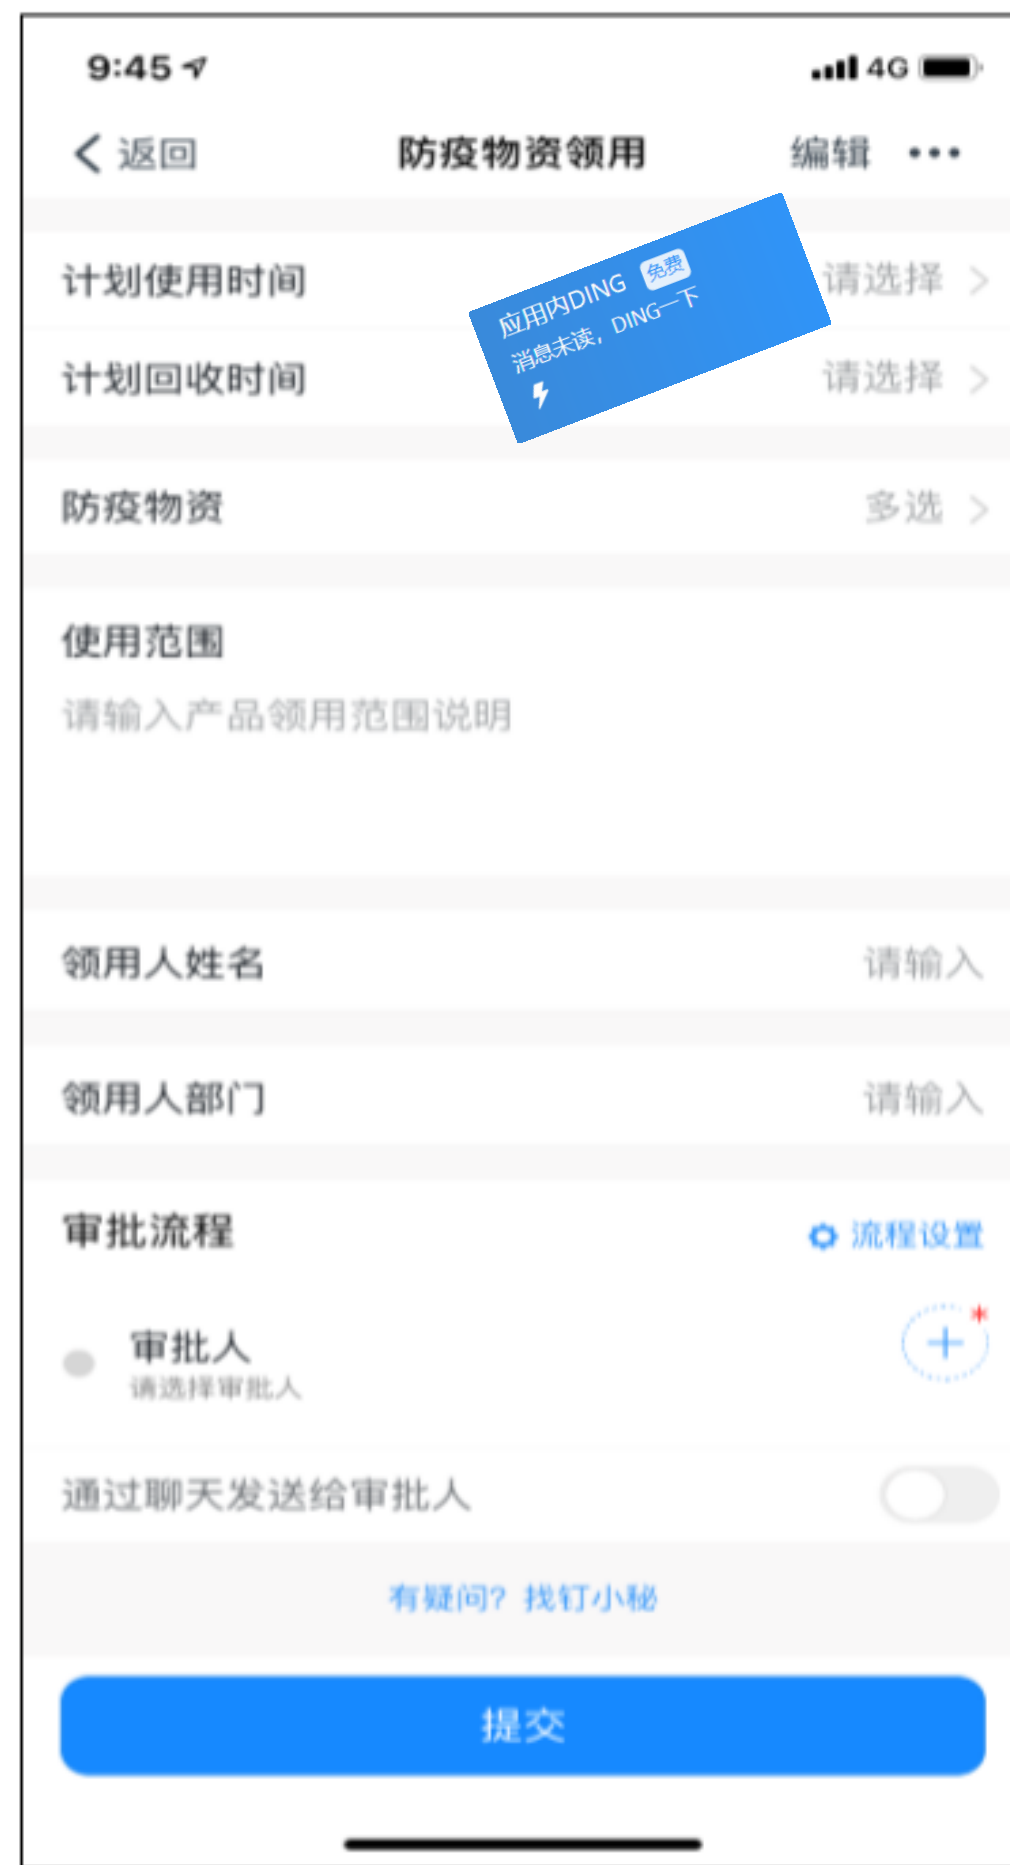 9:45 4G
返回 防疫物资领用 编辑
计划使用时间 请选择
应用内DING 免费
消息未读，DING一下
计划回收时间 请选择
防疫物资 多选
使用范围
请输入产品领用范围说明
领用人姓名 请输入
领用人部门 请输入
审批流程 流程设置
审批人 *
请选择审批人
通过聊天发送给审批人
有疑问？找钉小秘
提交